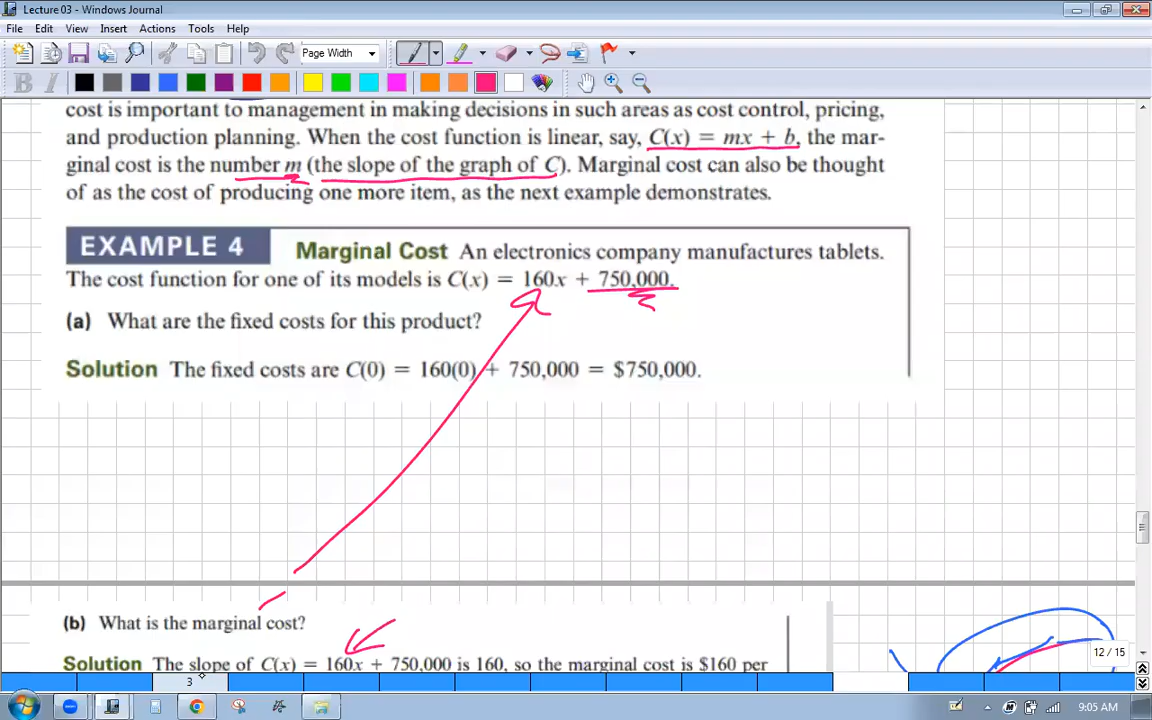 Lecture 03 - Windows Journal
File Edit View Insert Actions Tools Help
Page Width
B I
cost is important to management in making decisions in such areas as cost control, pricing,
and production planning. When the cost function is linear, say, C(x) = mx + b, the mar-
ginal cost is the number m (the slope of the graph of C). Marginal cost can also be thought
of as the cost of producing one more item, as the next example demonstrates.
EXAMPLE 4 Marginal Cost An electronics company manufactures tablets.
The cost function for one of its models is C(x) = 160x + 750,000.
(a) What are the fixed costs for this product?
Solution The fixed costs are C(0) = 160(0) + 750,000 = $750,000.
(b) What is the marginal cost?
12 / 15
Solution The slope of C(x) = 160x + 750,000 is 160, so the marginal cost is $160 per
3
9:05 AM